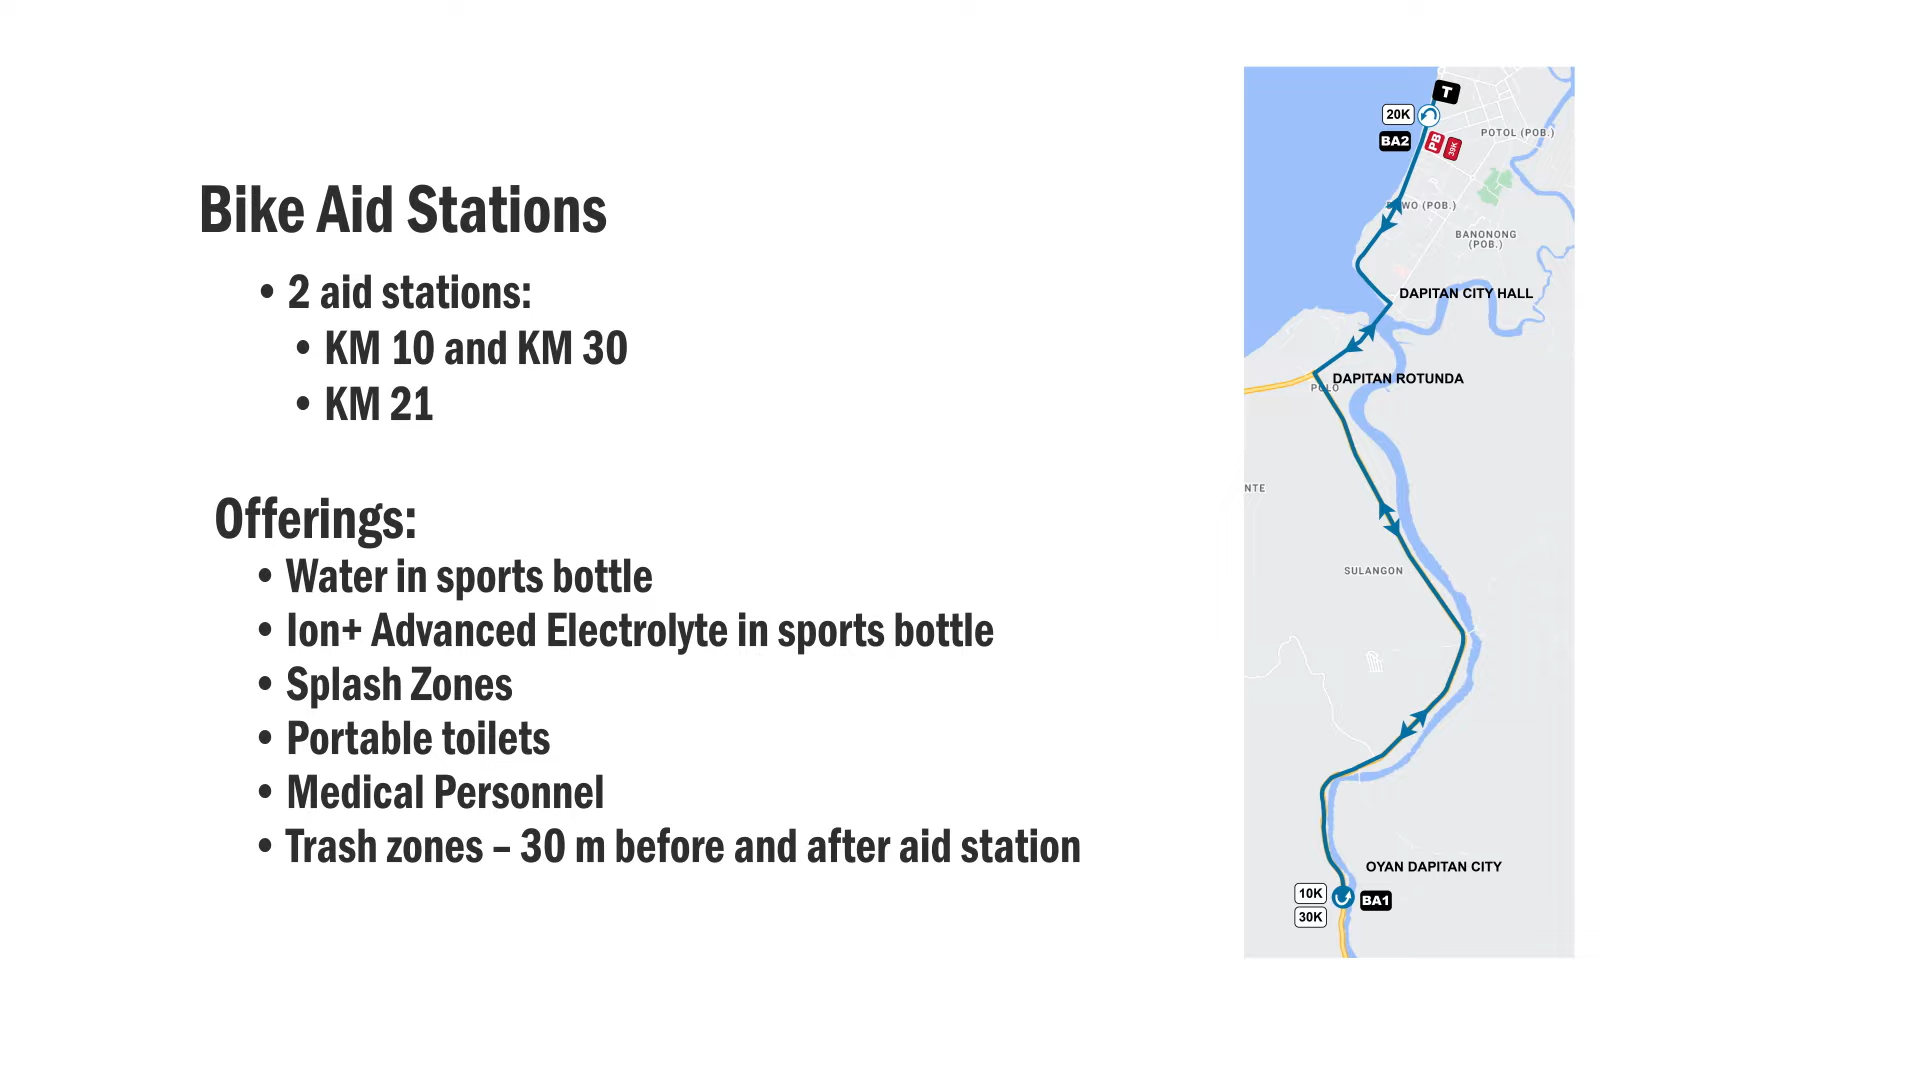 Bike Aid Stations
• 2 aid stations:
• KM 10 and KM 30
• KM 21
Offerings:
• Water in sports bottle
• Ion+ Advanced Electrolyte in sports bottle
• Splash Zones
• Portable toilets
• Medical Personnel
• Trash zones – 30 m before and after aid station
T
20K
BA2
PB
39K
POTOL (POB.)
WO (POB.)
BANONONG
(POB.)
DAPITAN CITY HALL
DAPITAN ROTUNDA
POLO
NTE
SULANGON
OYAN DAPITAN CITY
10K
BA1
30K